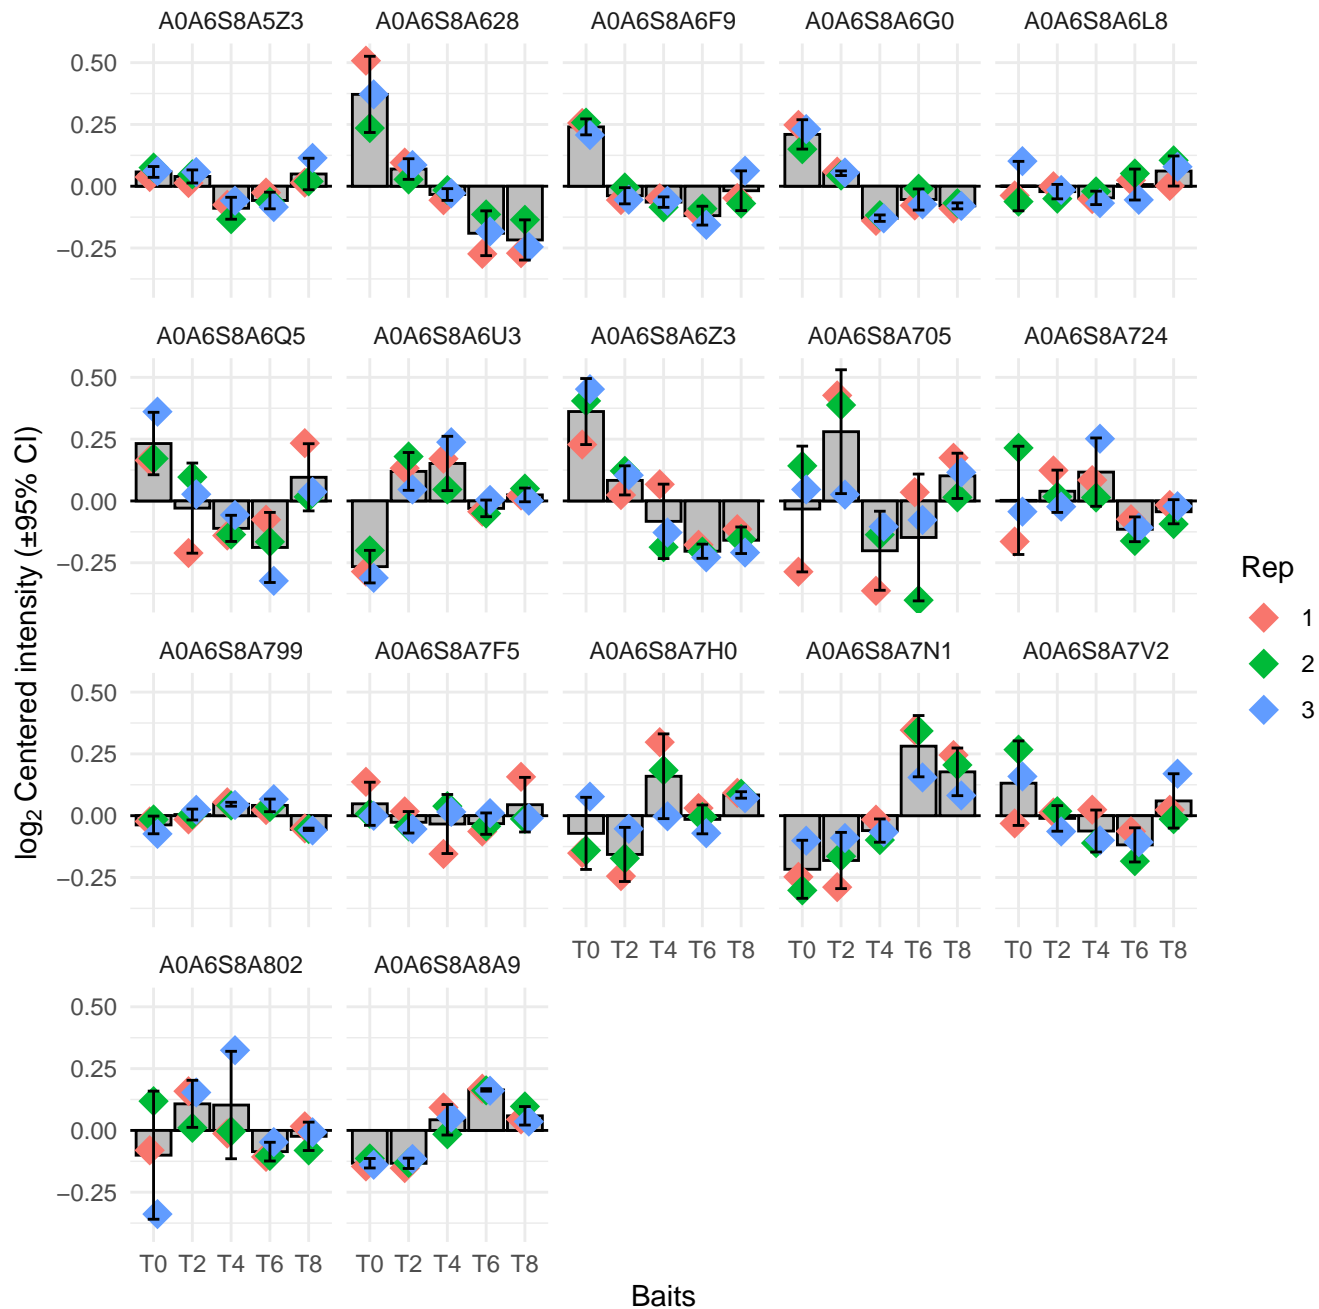 A0A6S8A5Z3 A0A6S8A628 A0A6S8A6F9 A0A6S8A6G0 A0A6S8A6L8
0.50
0.25
0.00
−0.25
A0A6S8A6Q5 A0A6S8A6U3 A0A6S8A6Z3 A0A6S8A705 A0A6S8A724
0.50
0.25
0.00
−0.25
A0A6S8A799 A0A6S8A7F5 A0A6S8A7H0 A0A6S8A7N1 A0A6S8A7V2
0.50
0.25
0.00
−0.25
T0 T2 T4 T6 T8 T0 T2 T4 T6 T8 T0 T2 T4 T6 T8
A0A6S8A802 A0A6S8A8A9
0.50
0.25
0.00
−0.25
T0 T2 T4 T6 T8 T0 T2 T4 T6 T8
Baits
log2 Centered intensity (±95% CI)
Rep
1
2
3